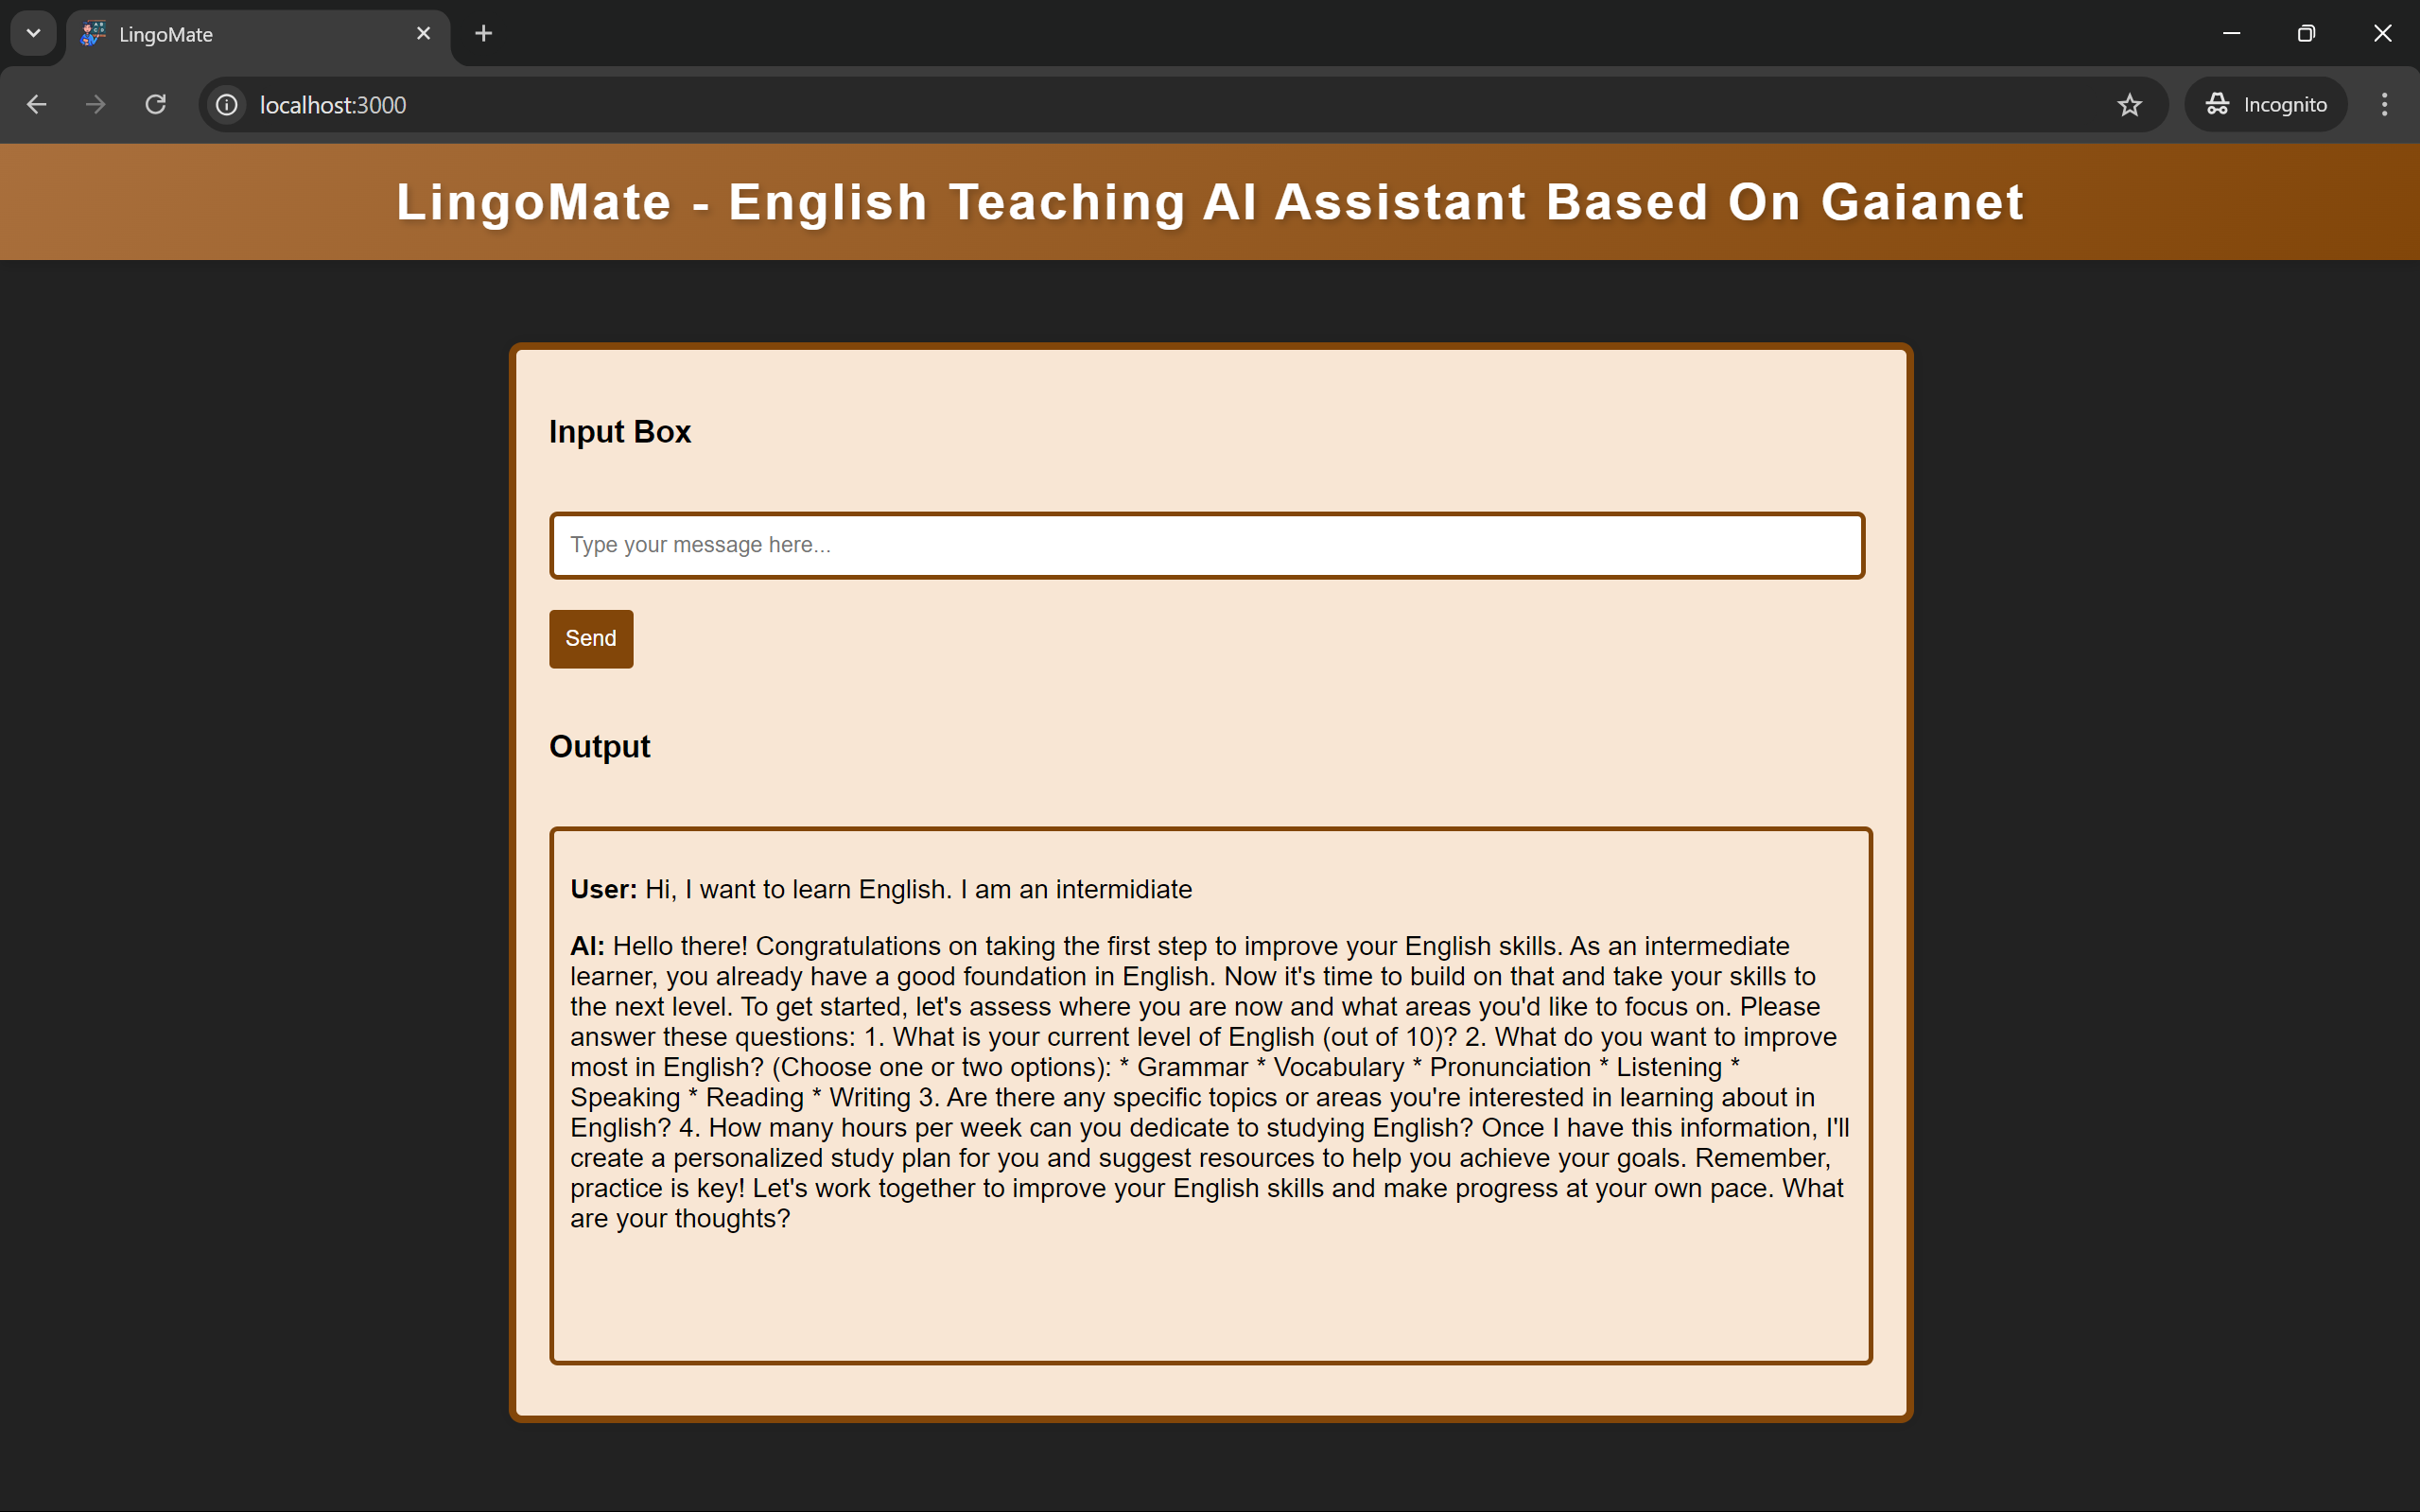 LingoMate
localhost:3000
Incognito
LingoMate - English Teaching AI Assistant Based On Gaianet
Input Box
Type your message here...
Send
Output
User: Hi, I want to learn English. I am an intermidiate
AI: Hello there! Congratulations on taking the first step to improve your English skills. As an intermediate
learner, you already have a good foundation in English. Now it's time to build on that and take your skills to
the next level. To get started, let's assess where you are now and what areas you'd like to focus on. Please
answer these questions: 1. What is your current level of English (out of 10)? 2. What do you want to improve
most in English? (Choose one or two options): * Grammar * Vocabulary * Pronunciation * Listening *
Speaking * Reading * Writing 3. Are there any specific topics or areas you're interested in learning about in
English? 4. How many hours per week can you dedicate to studying English? Once I have this information, I'll
create a personalized study plan for you and suggest resources to help you achieve your goals. Remember,
practice is key! Let's work together to improve your English skills and make progress at your own pace. What
are your thoughts?